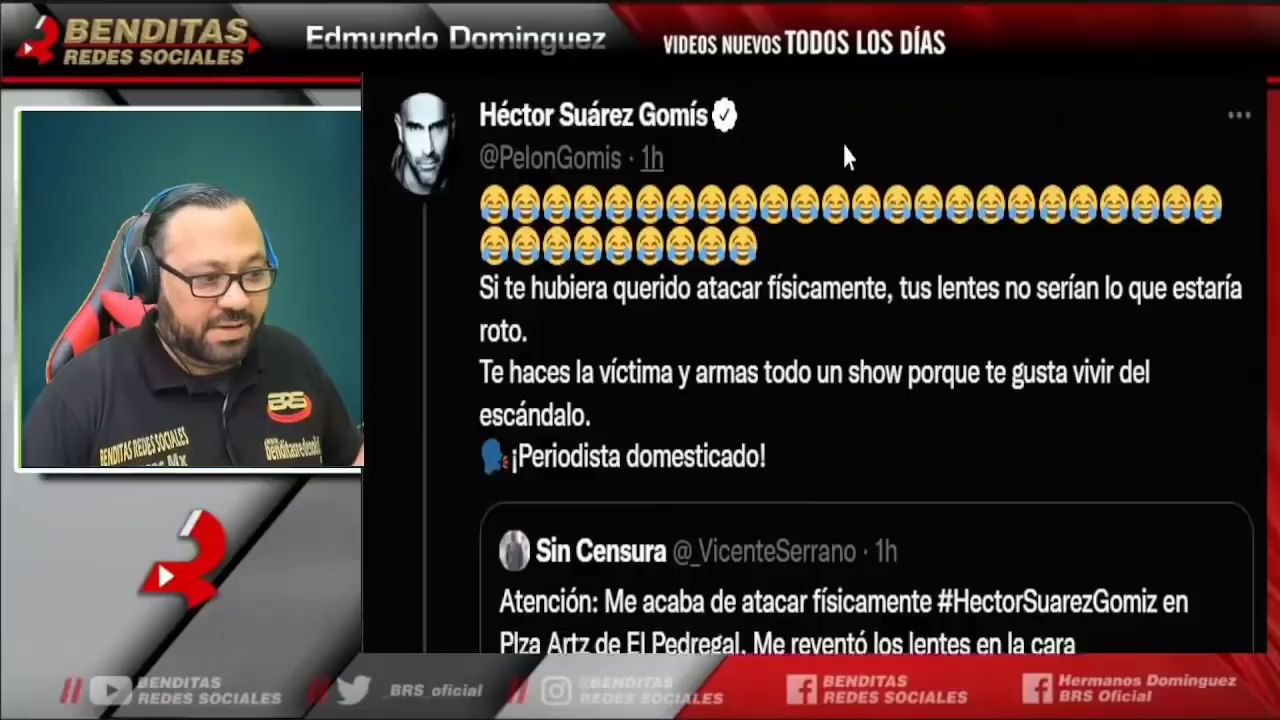 BENDITAS
REDES SOCIALES
Edmundo Dominguez
VIDEOS NUEVOS TODOS LOS DÍAS
Héctor Suárez Gomís
@PelonGomis · 1h
😂😂😂😂😂😂😂😂😂😂😂😂😂😂😂😂😂😂😂😂😂😂😂😂
😂😂😂😂😂😂😂😂😂
Si te hubiera querido atacar físicamente, tus lentes no serían lo que estaría
roto.
Te haces la víctima y armas todo un show porque te gusta vivir del
escándalo.
🗣¡Periodista domesticado!
Sin Censura @_VicenteSerrano · 1h
Atención: Me acaba de atacar físicamente #HectorSuarezGomiz en
Plza Artz de El Pedregal. Me reventó los lentes en la cara
BRS
BENDITAS REDES SOCIALES
BENDITAS
REDES SOCIALES
_BRS_oficial
@BENDITAS
REDES SOCIALES
BENDITAS
REDES SOCIALES
Hermanos Dominguez
BRS Oficial